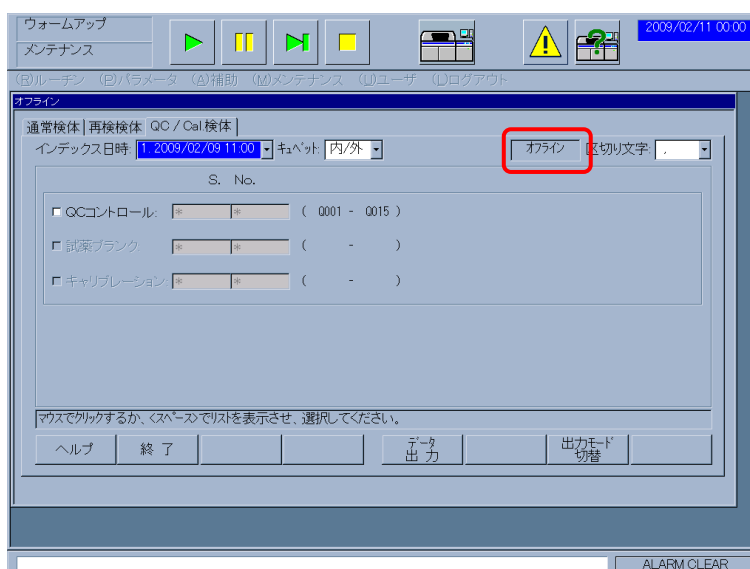 ウォームアップ
メンテナンス
2009/02/11 00:00
(R)ルーチン (P)パラメータ (A)補助 (M)メンテナンス (U)ユーザ (L)ログアウト
オフライン
通常検体 再検検体 QC/Cal検体
インデックス日時: 1. 2009/02/09 11:00 キュベット: 内/外 オフライン 区切り文字: ,
S. No.
QCコントロール: * * ( Q001 - Q015 )
試薬ブランク * * ( - )
キャリブレーション: * * ( - )
マウスでクリックするか、<スペース>でリストを表示させ、選択してください。
ヘルプ 終了 データ出力 出力モード切替
ALARM CLEAR